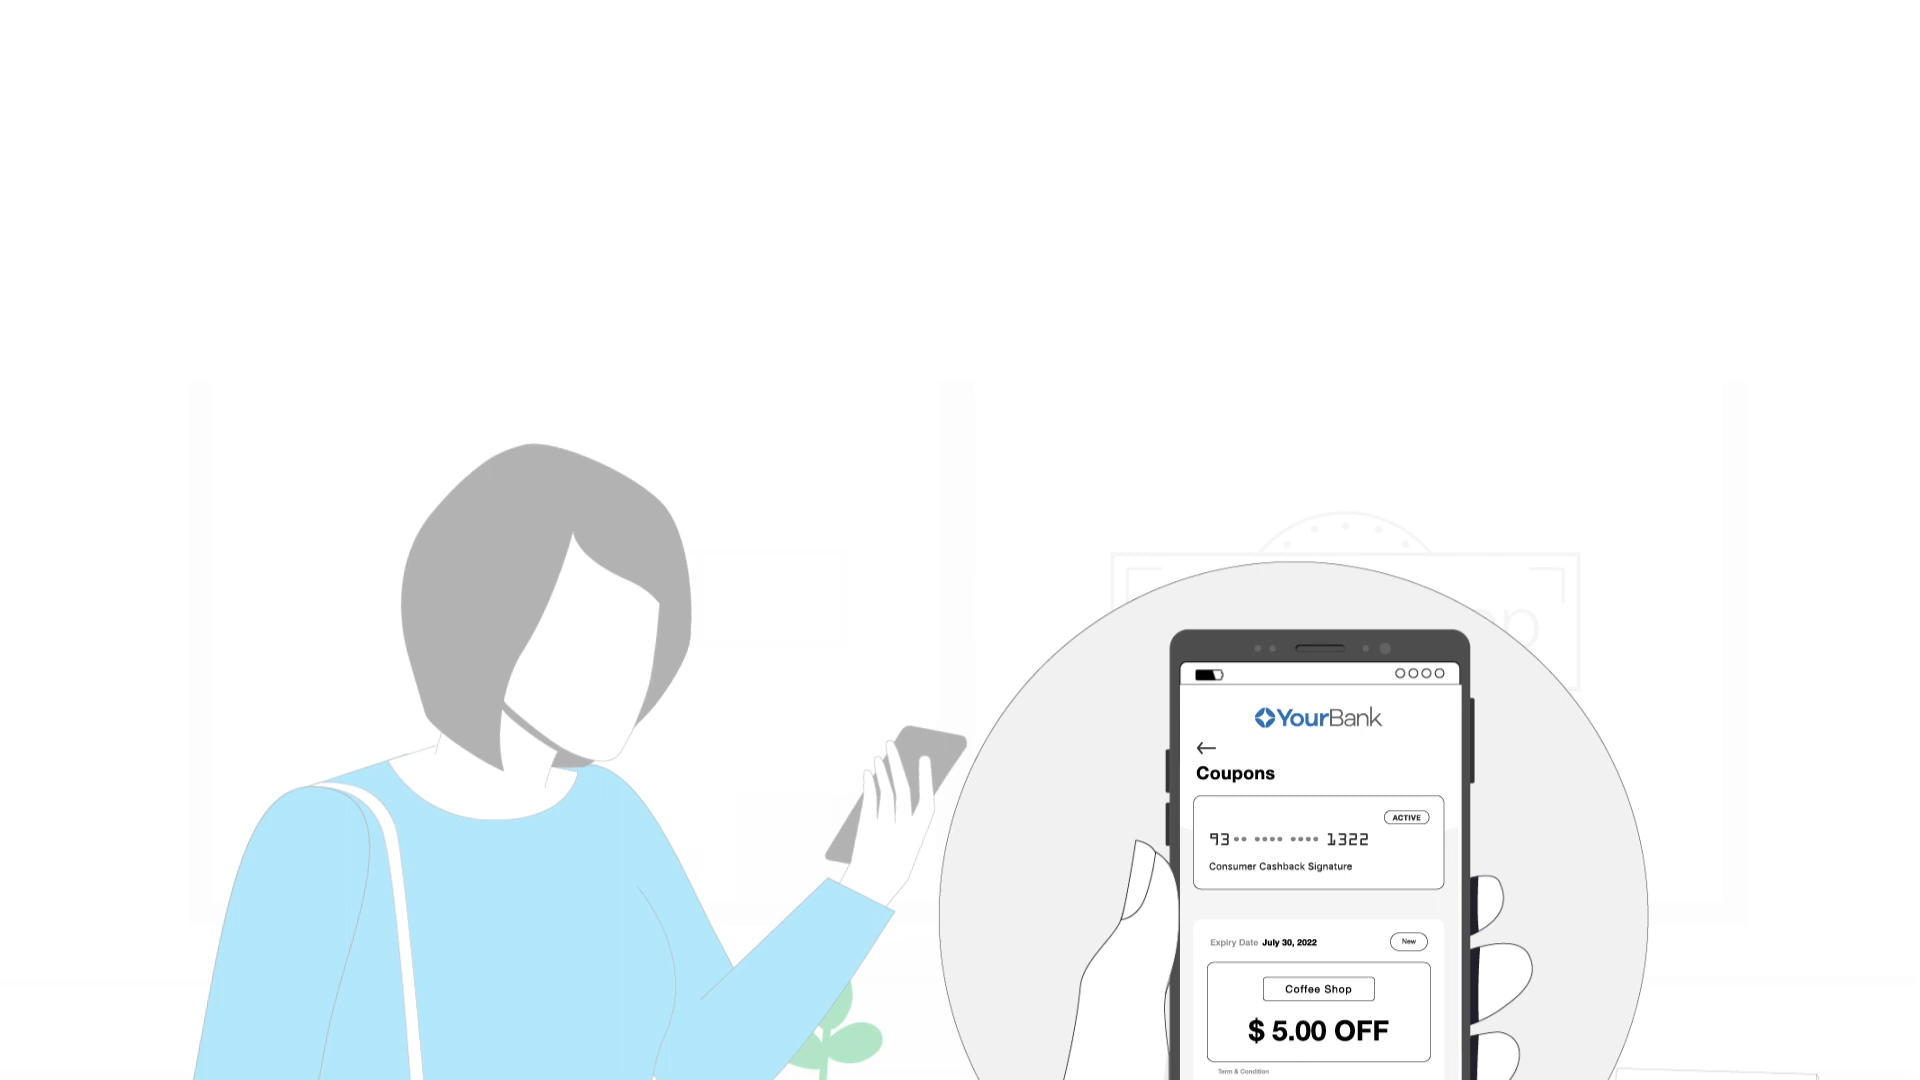 YourBank
Coupons
ACTIVE
93•• •••• •••• 1322
Consumer Cashback Signature
Expiry Date July 30, 2022
New
Coffee Shop
$ 5.00 OFF
Term & Condition